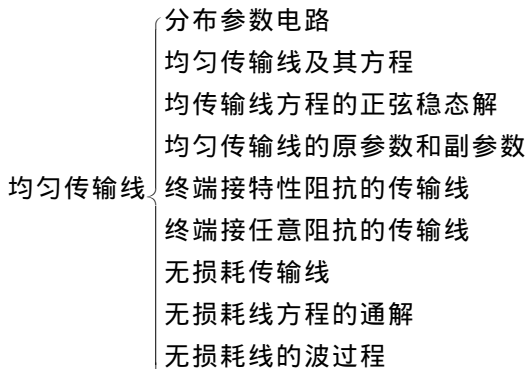 分布参数电路
均匀传输线及其方程
均传输线方程的正弦稳态解
均匀传输线的原参数和副参数
均匀传输线
终端接特性阻抗的传输线
终端接任意阻抗的传输线
无损耗传输线
无损耗线方程的通解
无损耗线的波过程